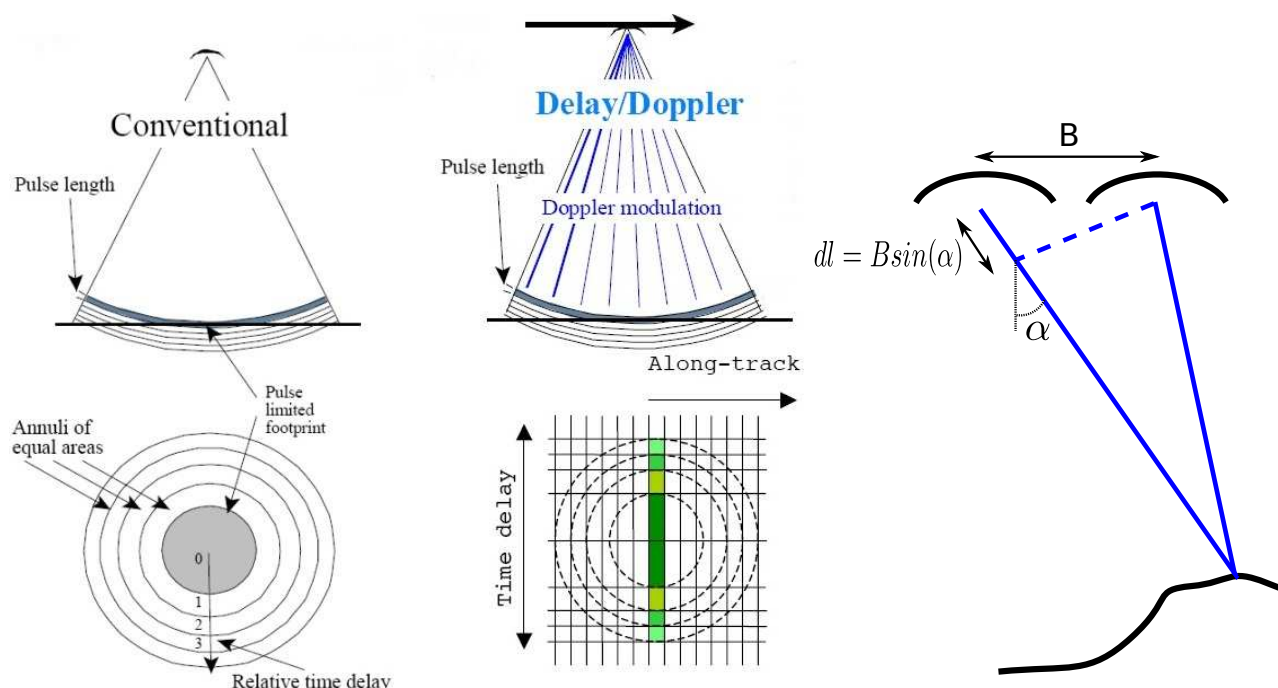 Conventional
Pulse length
Pulse
limited
footprint
Annuli of
equal areas
0
1
2
3
Relative time delay
Delay/Doppler
Pulse length
Doppler modulation
Along-track
Time delay
B
dl = Bsin(α)
α